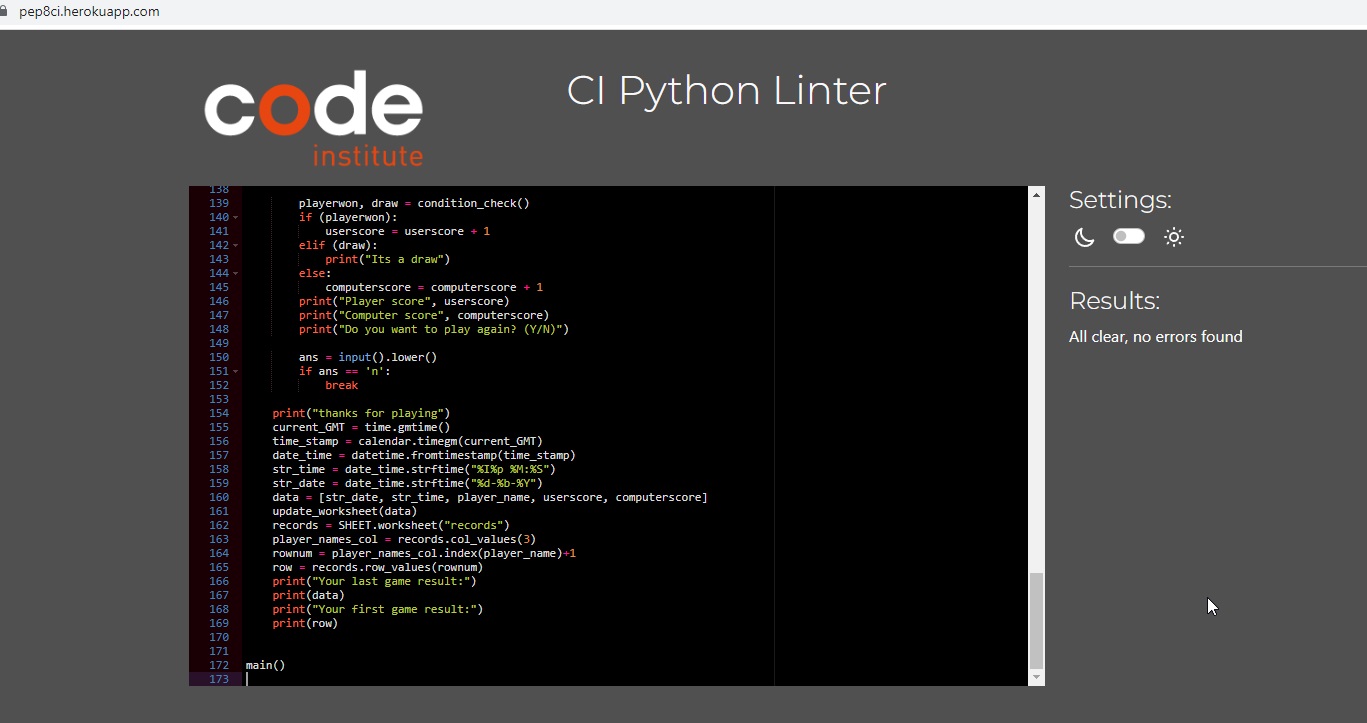 pep8ci.herokuapp.com
code
institute
CI Python Linter
138
139 playerwon, draw = condition_check()
140 if (playerwon):
141 userscore = userscore + 1
142 elif (draw):
143 print("Its a draw")
144 else:
145 computerscore = computerscore + 1
146 print("Player score", userscore)
147 print("Computer score", computerscore)
148 print("Do you want to play again? (Y/N)")
149
150 ans = input().lower()
151 if ans == 'n':
152 break
153
154 print("thanks for playing")
155 current_GMT = time.gmtime()
156 time_stamp = calendar.timegm(current_GMT)
157 date_time = datetime.fromtimestamp(time_stamp)
158 str_time = date_time.strftime("%I%p %M:%S")
159 str_date = date_time.strftime("%d-%b-%Y")
160 data = [str_date, str_time, player_name, userscore, computerscore]
161 update_worksheet(data)
162 records = SHEET.worksheet("records")
163 player_names_col = records.col_values(3)
164 rownum = player_names_col.index(player_name)+1
165 row = records.row_values(rownum)
166 print("Your last game result:")
167 print(data)
168 print("Your first game result:")
169 print(row)
170
171
172 main()
173
Settings:
Results:
All clear, no errors found